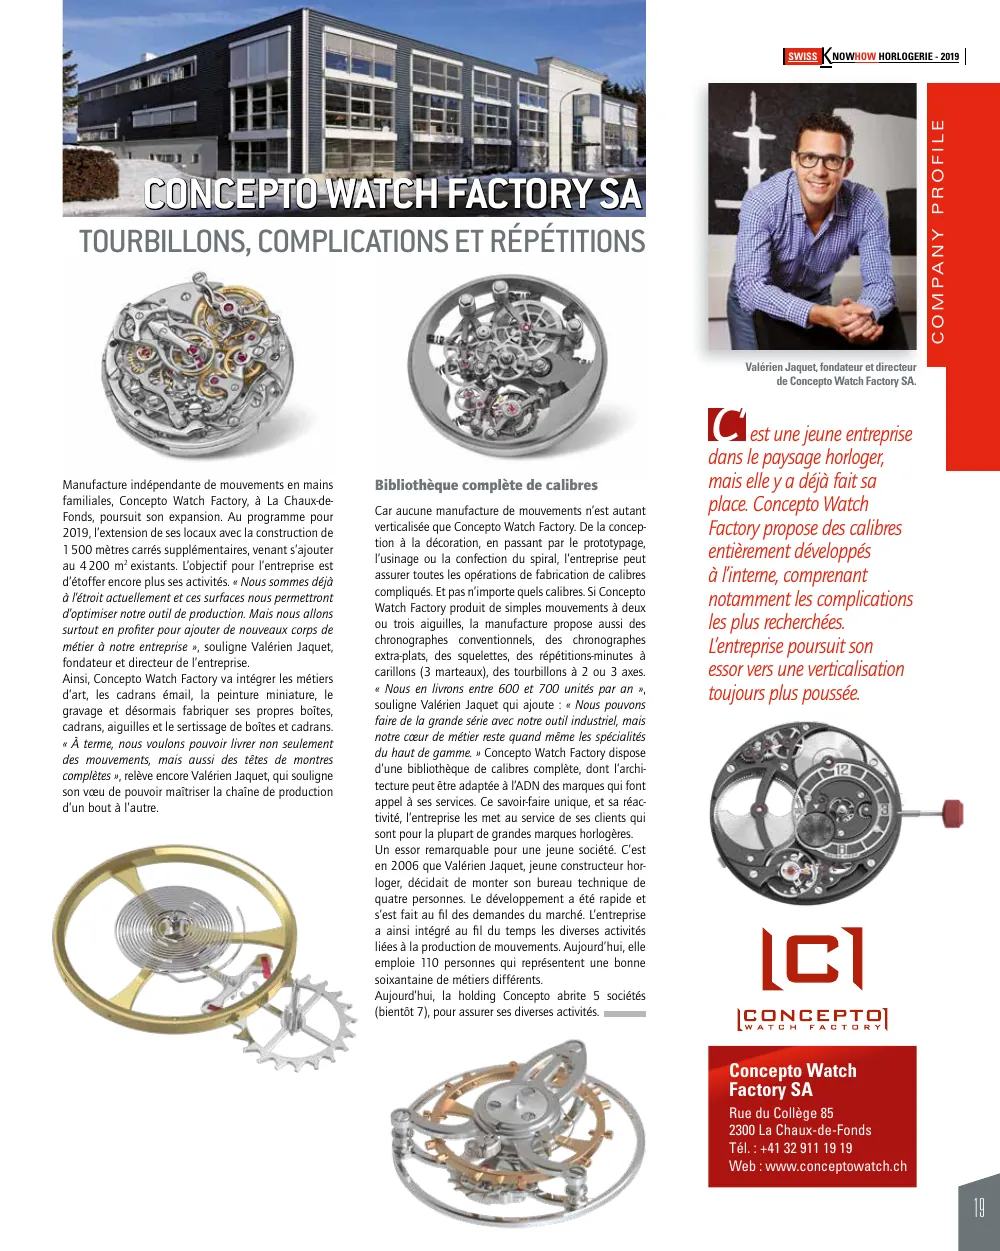 SWISS KNOWHOW HORLOGERIE - 2019
COMPANY PROFILE
CONCEPTO WATCH FACTORY SA
TOURBILLONS, COMPLICATIONS ET RÉPÉTITIONS
Manufacture indépendante de mouvements en mains
familiales, Concepto Watch Factory, à La Chaux-de-
Fonds, poursuit son expansion. Au programme pour
2019, l'extension de ses locaux avec la construction de
1 500 mètres carrés supplémentaires, venant s'ajouter
au 4 200 m² existants. L'objectif pour l'entreprise est
d'étoffer encore plus ses activités. « Nous sommes déjà
à l'étroit actuellement et ces surfaces nous permettront
d'optimiser notre outil de production. Mais nous allons
surtout en profiter pour ajouter de nouveaux corps de
métier à notre entreprise », souligne Valérien Jaquet,
fondateur et directeur de l'entreprise.
Ainsi, Concepto Watch Factory va intégrer les métiers
d'art, les cadrans émail, la peinture miniature, le
gravage et désormais fabriquer ses propres boîtes,
cadrans, aiguilles et le sertissage de boîtes et cadrans.
« À terme, nous voulons pouvoir livrer non seulement
des mouvements, mais aussi des têtes de montres
complètes », relève encore Valérien Jaquet, qui souligne
son vœu de pouvoir maîtriser la chaîne de production
d'un bout à l'autre.
Bibliothèque complète de calibres
Car aucune manufacture de mouvements n'est autant
verticalisée que Concepto Watch Factory. De la concep-
tion à la décoration, en passant par le prototypage,
l'usinage ou la confection du spiral, l'entreprise peut
assurer toutes les opérations de fabrication de calibres
compliqués. Et pas n'importe quels calibres. Si Concepto
Watch Factory produit de simples mouvements à deux
ou trois aiguilles, la manufacture propose aussi des
chronographes conventionnels, des chronographes
extra-plats, des squelettes, des répétitions-minutes à
carillons (3 marteaux), des tourbillons à 2 ou 3 axes.
« Nous en livrons entre 600 et 700 unités par an »,
souligne Valérien Jaquet qui ajoute : « Nous pouvons
faire de la grande série avec notre outil industriel, mais
notre cœur de métier reste quand même les spécialités
du haut de gamme. » Concepto Watch Factory dispose
d'une bibliothèque de calibres complète, dont l'archi-
tecture peut être adaptée à l'ADN des marques qui font
appel à ses services. Ce savoir-faire unique, et sa réac-
tivité, l'entreprise les met au service de ses clients qui
sont pour la plupart de grandes marques horlogères.
Un essor remarquable pour une jeune société. C'est
en 2006 que Valérien Jaquet, jeune constructeur hor-
loger, décidait de monter son bureau technique de
quatre personnes. Le développement a été rapide et
s'est fait au fil des demandes du marché. L'entreprise
a ainsi intégré au fil du temps les diverses activités
liées à la production de mouvements. Aujourd'hui, elle
emploie 110 personnes qui représentent une bonne
soixantaine de métiers différents.
Aujourd'hui, la holding Concepto abrite 5 sociétés
(bientôt 7), pour assurer ses diverses activités.
Valérien Jaquet, fondateur et directeur
de Concepto Watch Factory SA.
C'est une jeune entreprise
dans le paysage horloger,
mais elle y a déjà fait sa
place. Concepto Watch
Factory propose des calibres
entièrement développés
à l'interne, comprenant
notamment les complications
les plus recherchées.
L'entreprise poursuit son
essor vers une verticalisation
toujours plus poussée.
12
[C]
[CONCEPTO]
WATCH FACTORY
Concepto Watch
Factory SA
Rue du Collège 85
2300 La Chaux-de-Fonds
Tél. : +41 32 911 19 19
Web : www.conceptowatch.ch
19